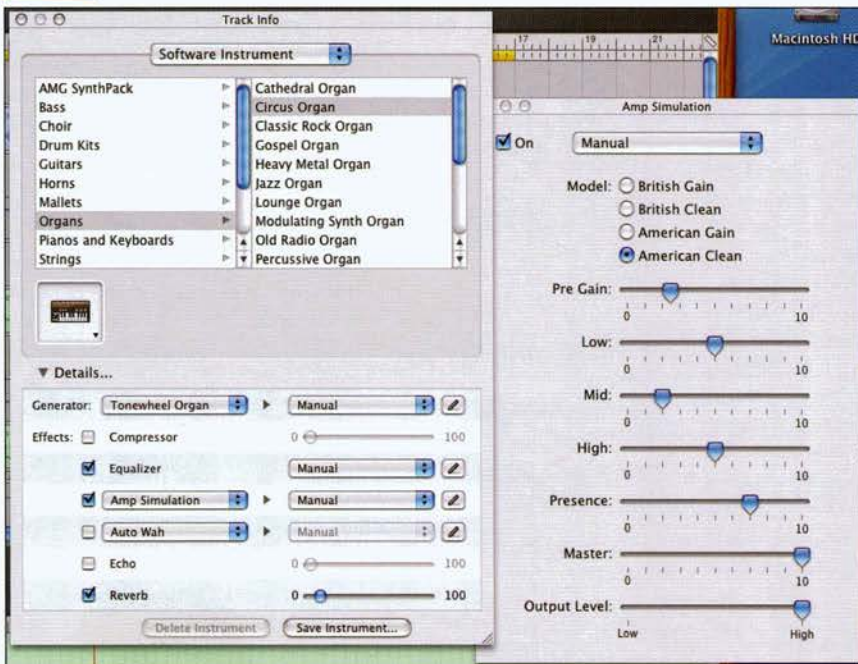 Track Info
Software Instrument
AMG SynthPack
Bass
Choir
Drum Kits
Guitars
Horns
Mallets
Organs
Pianos and Keyboards
Strings
Cathedral Organ
Circus Organ
Classic Rock Organ
Gospel Organ
Heavy Metal Organ
Jazz Organ
Lounge Organ
Modulating Synth Organ
Old Radio Organ
Percussive Organ
Details...
Generator: Tonewheel Organ Manual
Effects: Compressor 0 100
Equalizer Manual
Amp Simulation Manual
Auto Wah Manual
Echo 0 100
Reverb 0 100
Delete Instrument Save Instrument...
17 19 21
Macintosh HD
Amp Simulation
On Manual
Model: British Gain
British Clean
American Gain
American Clean
Pre Gain:
0 10
Low:
0 10
Mid:
0 10
High:
0 10
Presence:
0 10
Master:
0 10
Output Level:
Low High